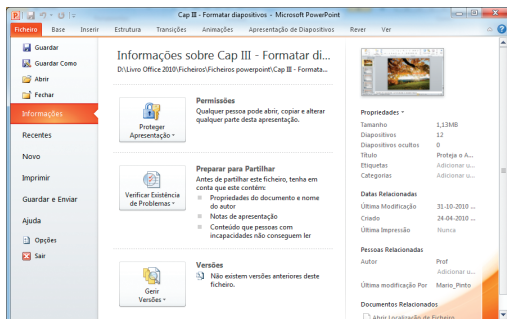 Cap III - Formatar diapositivos - Microsoft PowerPoint
Ficheiro Base Inserir Estrutura Transições Animações Apresentação de Diapositivos Rever Ver
Guardar
Guardar Como
Abrir
Fechar
Informações
Recentes
Novo
Imprimir
Guardar e Enviar
Ajuda
Opções
Sair
Informações sobre Cap III - Formatar di...
D:\Livro Office 2010\Ficheiros\Ficheiros powerpoint\Cap III - Formata...
Proteger
Apresentação
Permissões
Qualquer pessoa pode abrir, copiar e alterar
qualquer parte desta apresentação.
Verificar Existência
de Problemas
Preparar para Partilhar
Antes de partilhar este ficheiro, tenha em
conta que este contém:
Propriedades do documento e nome
do autor
Notas de apresentação
Conteúdo que pessoas com
incapacidades não conseguem ler
Gerir
Versões
Versões
Não existem versões anteriores deste
ficheiro.
Propriedades
Tamanho 1,13MB
Diapositivos 12
Diapositivos ocultos 0
Título Proteja o A...
Etiquetas Adicionar u...
Categorias Adicionar u...
Datas Relacionadas
Última Modificação 31-10-2010 ...
Criado 24-04-2010 ...
Última Impressão Nunca
Pessoas Relacionadas
Autor Prof
Adicionar u...
Última modificação Por Mario_Pinto
Documentos Relacionados
Abrir Localização de Ficheiro